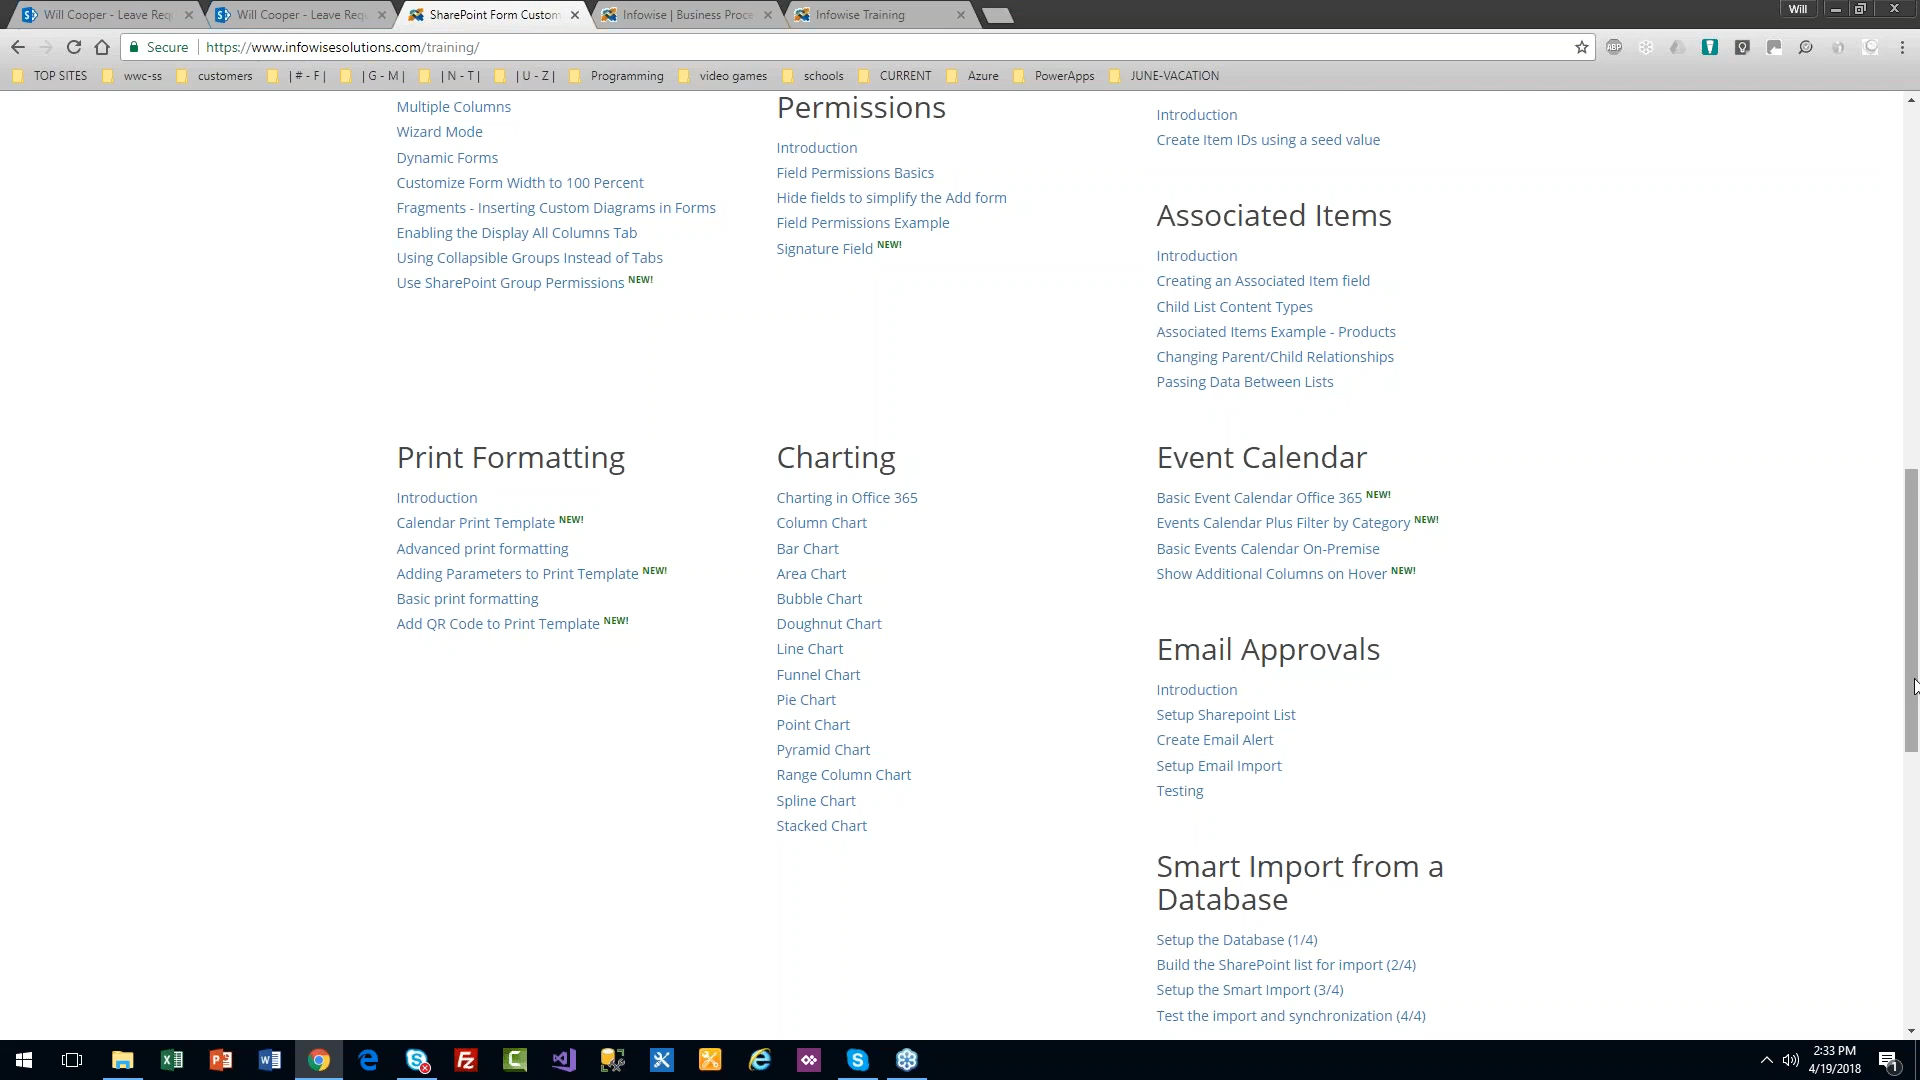 Will Cooper - Leave Req
Will Cooper - Leave Requ
SharePoint Form Custom
Infowise | Business Proce
Infowise Training
Will
Secure
https://www.infowisesolutions.com/training/
ABP
TOP SITES
wwc-ss
customers
| # - F |
| G - M |
| N - T |
| U - Z |
Programming
video games
schools
CURRENT
Azure
PowerApps
JUNE-VACATION
Multiple Columns
Wizard Mode
Dynamic Forms
Customize Form Width to 100 Percent
Fragments - Inserting Custom Diagrams in Forms
Enabling the Display All Columns Tab
Using Collapsible Groups Instead of Tabs
Use SharePoint Group Permissions NEW!
Permissions
Introduction
Field Permissions Basics
Hide fields to simplify the Add form
Field Permissions Example
Signature Field NEW!
Introduction
Create Item IDs using a seed value
Associated Items
Introduction
Creating an Associated Item field
Child List Content Types
Associated Items Example - Products
Changing Parent/Child Relationships
Passing Data Between Lists
Print Formatting
Introduction
Calendar Print Template NEW!
Advanced print formatting
Adding Parameters to Print Template NEW!
Basic print formatting
Add QR Code to Print Template NEW!
Charting
Charting in Office 365
Column Chart
Bar Chart
Area Chart
Bubble Chart
Doughnut Chart
Line Chart
Funnel Chart
Pie Chart
Point Chart
Pyramid Chart
Range Column Chart
Spline Chart
Stacked Chart
Event Calendar
Basic Event Calendar Office 365 NEW!
Events Calendar Plus Filter by Category NEW!
Basic Events Calendar On-Premise
Show Additional Columns on Hover NEW!
Email Approvals
Introduction
Setup Sharepoint List
Create Email Alert
Setup Email Import
Testing
Smart Import from a
Database
Setup the Database (1/4)
Build the SharePoint list for import (2/4)
Setup the Smart Import (3/4)
Test the import and synchronization (4/4)
2:33 PM
4/19/2018
1